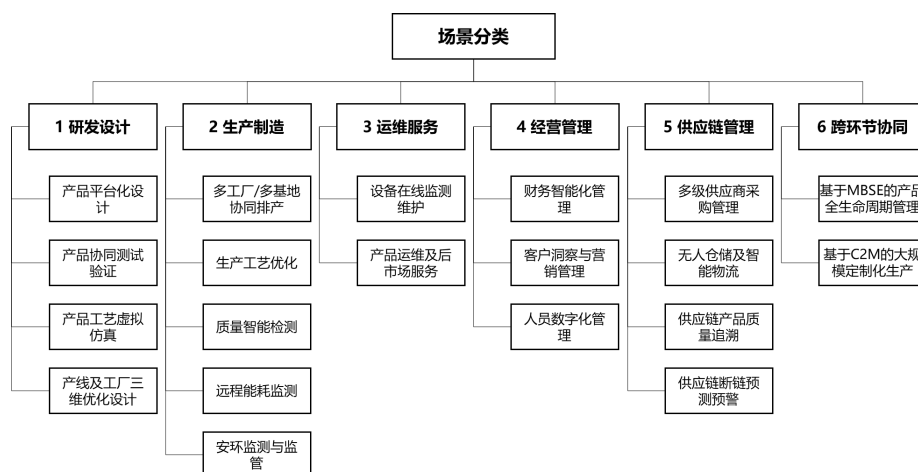 场景分类
1 研发设计
产品平台化设
计
产品协同测试
验证
产品工艺虚拟
仿真
产线及工厂三
维优化设计
2 生产制造
多工厂/多基地
协同排产
生产工艺优化
质量智能检测
远程能耗监测
安环监测与监
管
3 运维服务
设备在线监测
维护
产品运维及后
市场服务
4 经营管理
财务智能化管
理
客户洞察与营
销管理
人员数字化管
理
5 供应链管理
多级供应商采
购管理
无人仓储及智
能物流
供应链产品质
量追溯
供应链断链预
测预警
6 跨环节协同
基于MBSE的产品
全生命周期管理
基于C2M的大规
模定制化生产